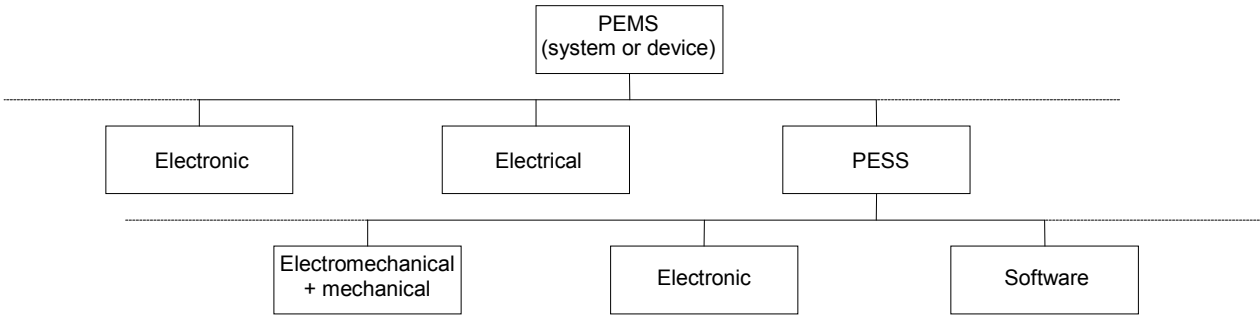 PEMS
(system or device)
Electronic
Electrical
PESS
Electromechanical
+ mechanical
Electronic
Software